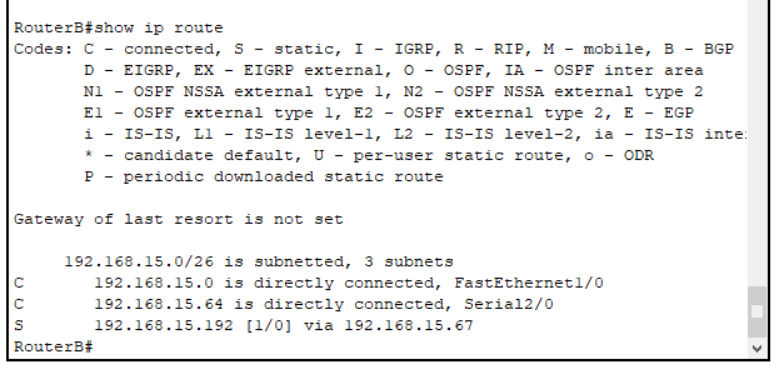 RouterB#show ip route
Codes: C - connected, S - static, I - IGRP, R - RIP, M - mobile, B - BGP
       D - EIGRP, EX - EIGRP external, O - OSPF, IA - OSPF inter area
       N1 - OSPF NSSA external type 1, N2 - OSPF NSSA external type 2
       E1 - OSPF external type 1, E2 - OSPF external type 2, E - EGP
       i - IS-IS, L1 - IS-IS level-1, L2 - IS-IS level-2, ia - IS-IS inte
       * - candidate default, U - per-user static route, o - ODR
       P - periodic downloaded static route
Gateway of last resort is not set
     192.168.15.0/26 is subnetted, 3 subnets
C       192.168.15.0 is directly connected, FastEthernet1/0
C       192.168.15.64 is directly connected, Serial2/0
S       192.168.15.192 [1/0] via 192.168.15.67
RouterB#